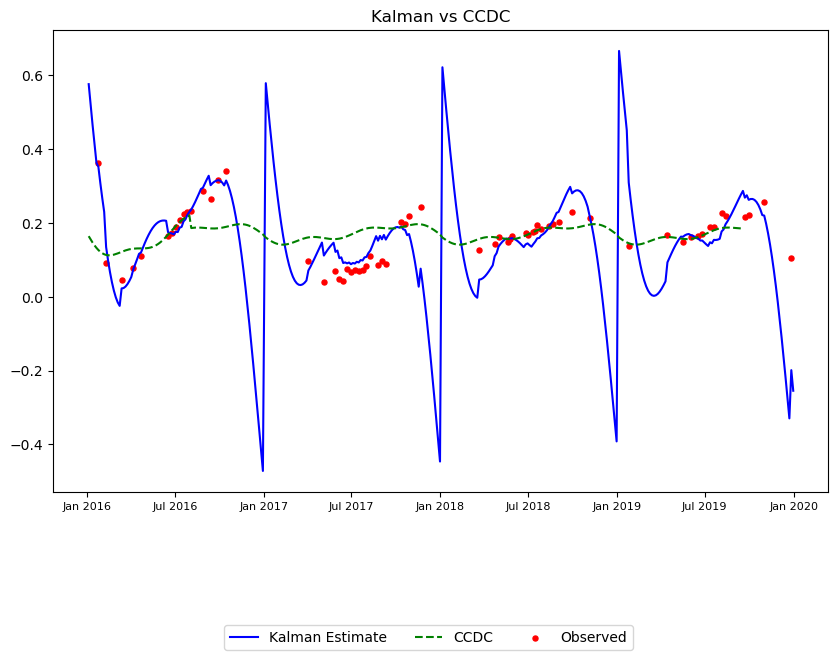 Kalman vs CCDC
0.6
0.4
0.2
0.0
−0.2
−0.4
Jan 2016 Jul 2016 Jan 2017 Jul 2017 Jan 2018 Jul 2018 Jan 2019 Jul 2019 Jan 2020
Kalman Estimate CCDC Observed